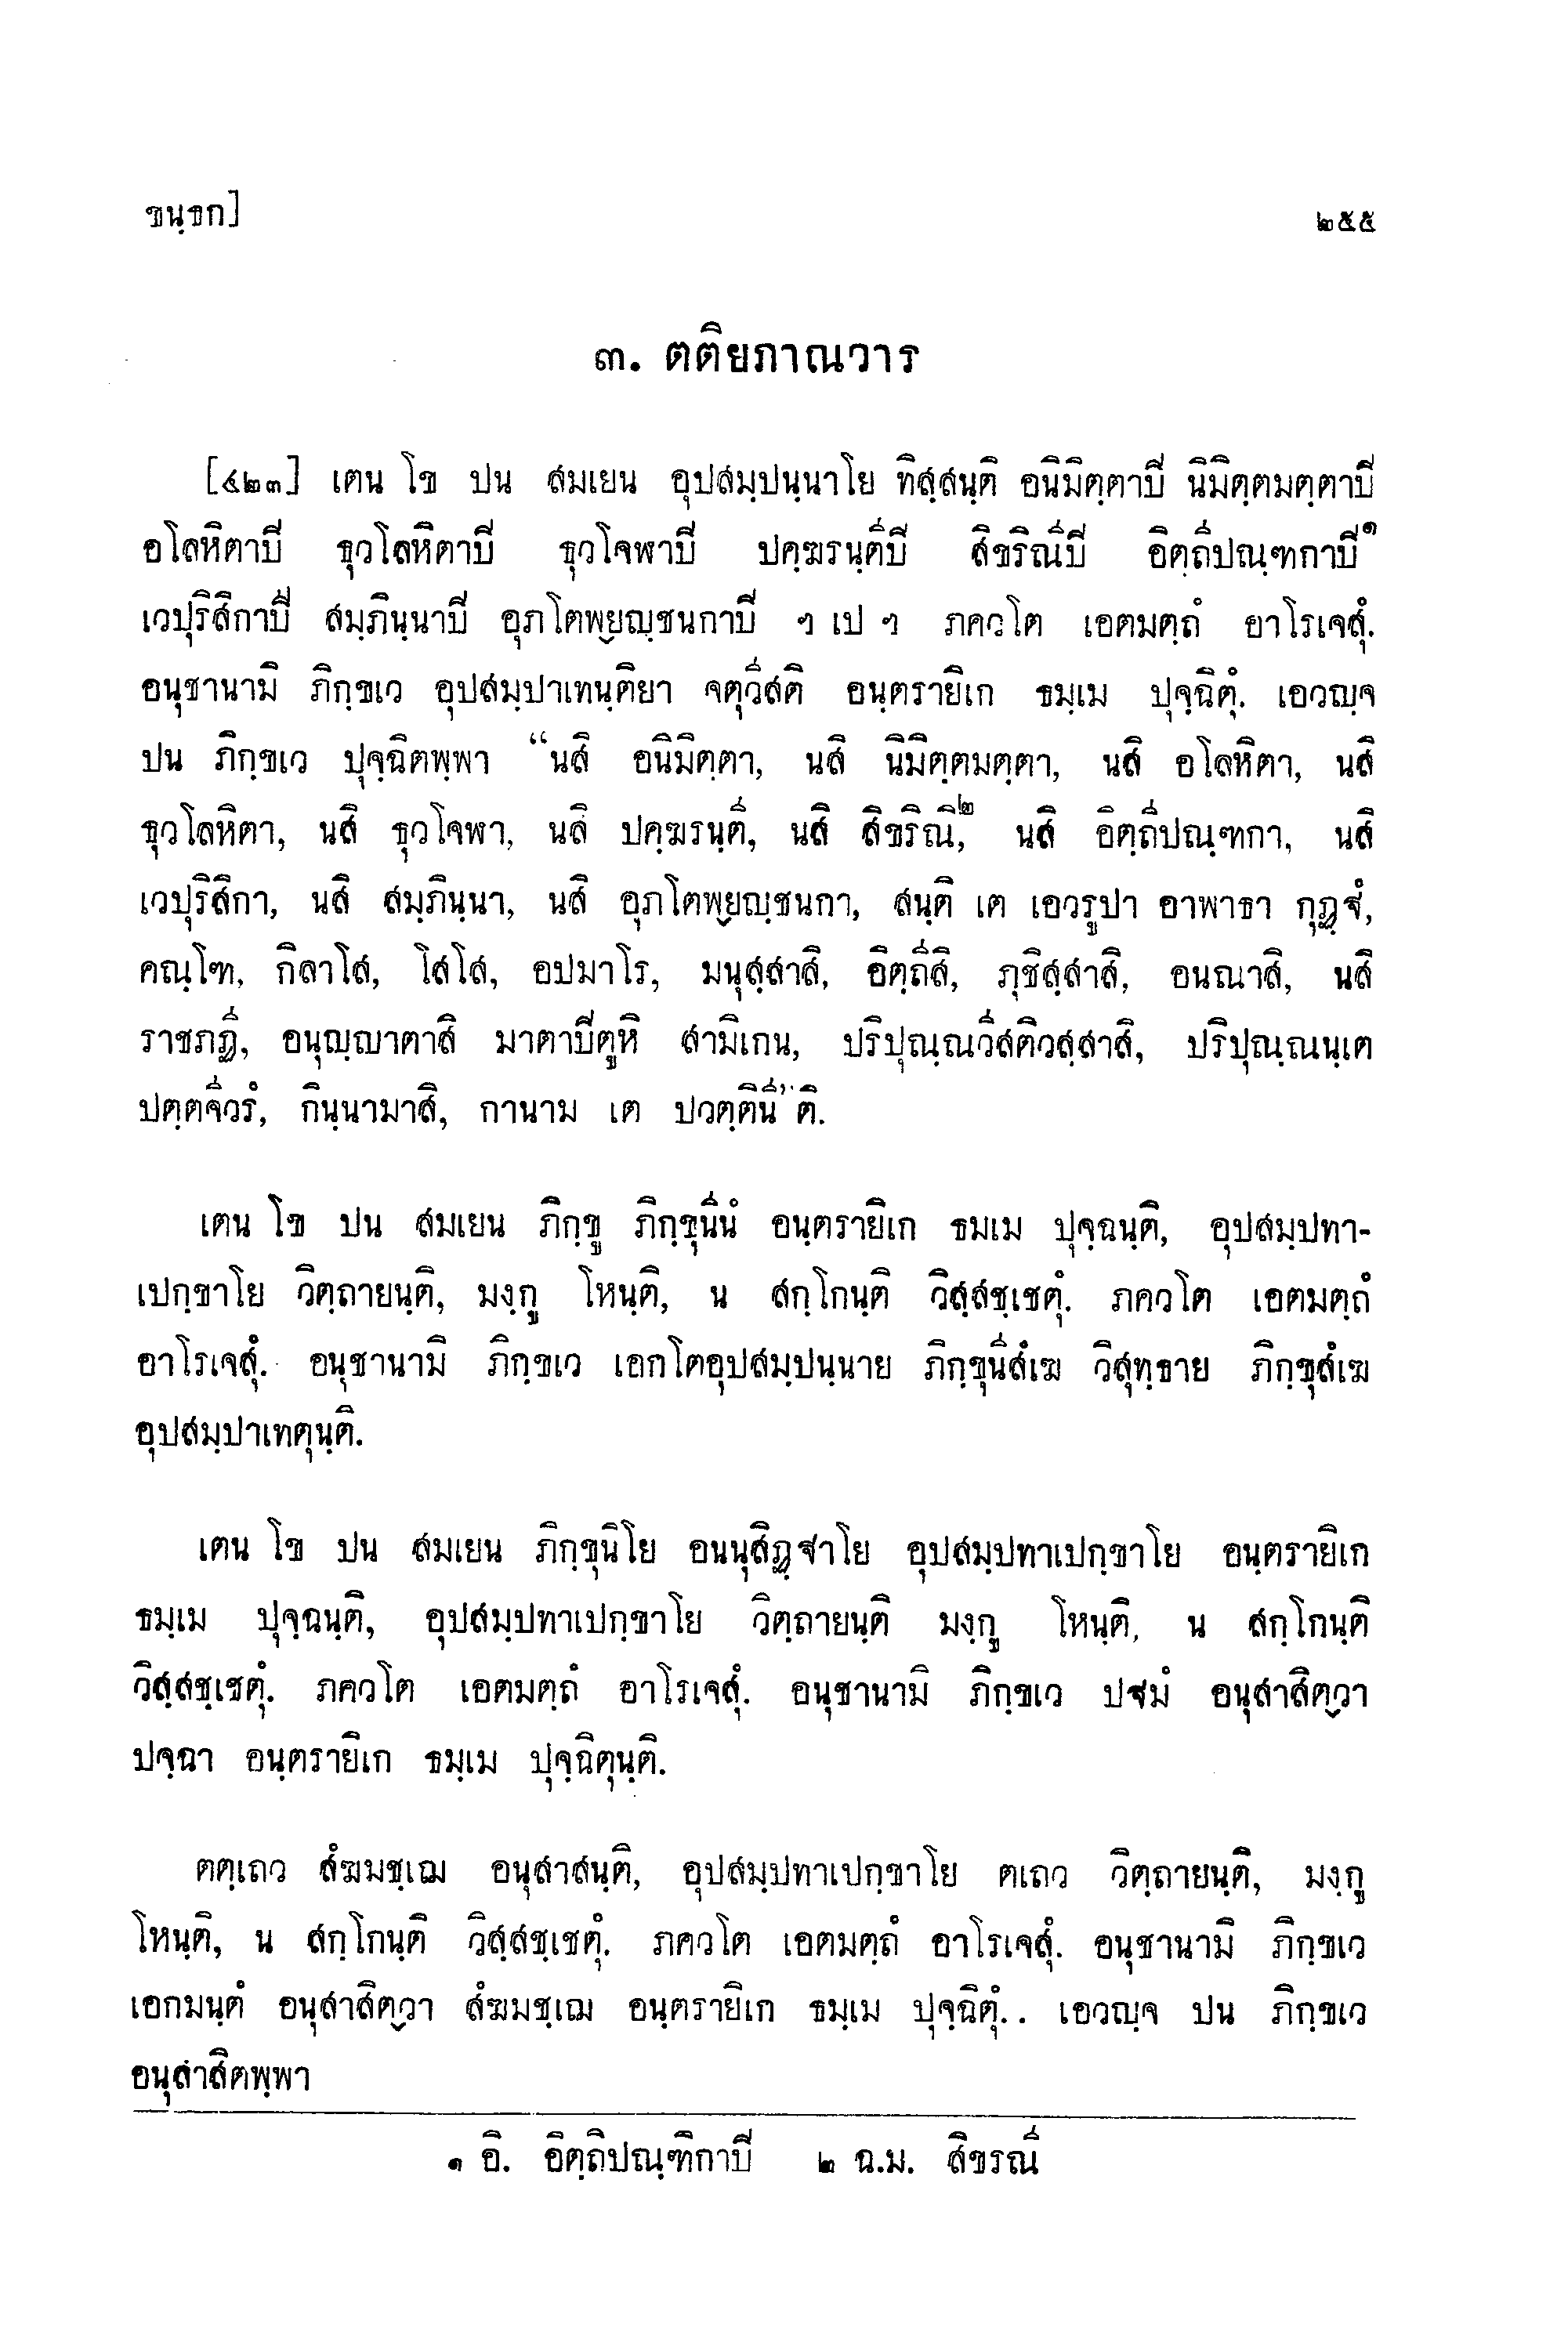 ขนฺธก]
๒๕๕
๓. ตติยภาณวาร
[๔๒๓] เตน โข ปน สมเยน อุปสมฺปนฺนาโย ทิสฺสนฺติ อนิมิตฺตาปี นิมิตฺตมตฺตาปี
อโลหิตาปี ธุวโลหิตาปี ธุวโจฬาปี ปคฺฆรนฺตีปี สิขริณีปี อิตฺถีปณฺฑกาปี๑
เวปุริสิกาปี สมฺภินฺนาปี อุภโตพฺยญฺชนกาปี ฯ เป ฯ ภควโต เอตมตฺถํ อาโรเจสุํ.
อนุชานามิ ภิกฺขเว อุปสมฺปาเทนฺติยา จตุวีสติ อนฺตรายิเก ธมฺเม ปุจฺฉิตุํ. เอวญฺจ
ปน ภิกฺขเว ปุจฺฉิตพฺพา “นสิ อนิมิตฺตา, นสิ นิมิตฺตมตฺตา, นสิ อโลหิตา, นสิ
ธุวโลหิตา, นสิ ธุวโจฬา, นสิ ปคฺฆรนฺตี, นสิ สิขริณี,๒ นสิ อิตฺถีปณฺฑกา, นสิ
เวปุริสิกา, นสิ สมฺภินฺนา, นสิ อุภโตพฺยญฺชนกา, สนฺติ เต เอวรูปา อาพาธา กุฏฺฐํ,
คณฺโฑ, กิลาโส, โสโส, อปมาโร, มนุสฺสาสิ, อิตฺถีสิ, ภุชิสฺสาสิ, อนณาสิ, นสิ
ราชภฏี, อนุญฺญาตาสิ มาตาปีตูหิ สามิเกน, ปริปุณฺณวีสติวสฺสาสิ, ปริปุณฺณนฺเต
ปตฺตจีวรํ, กินฺนามาสิ, กานาม เต ปวตฺตินี” ติ.
เตน โข ปน สมเยน ภิกฺขู ภิกฺขุนีนํ อนฺตรายิเก ธมเม ปุจฺฉนฺติ, อุปสมฺปทา-
เปกฺขาโย วิตฺถายนฺติ, มงฺกู โหนฺติ, น สกฺโกนฺติ วิสฺสชฺเชตุํ. ภควโต เอตมตฺถํ
อาโรเจสุํ. อนุชานามิ ภิกฺขเว เอกโตอุปสมฺปนฺนาย ภิกฺขุนีสํเฆ วิสุทฺธาย ภิกฺขุสํเฆ
อุปสมฺปาเทตุนฺติ.
เตน โข ปน สมเยน ภิกฺขุนิโย อนนุสิฏฺฐาโย อุปสมฺปทาเปกฺขาโย อนฺตรายิเก
ธมฺเม ปุจฺฉนฺติ, อุปสมฺปทาเปกฺขาโย วิตฺถายนฺติ มงฺกู โหนฺติ, น สกฺโกนฺติ
วิสฺสชฺเชตุํ. ภควโต เอตมตฺถํ อาโรเจสุํ. อนุชานามิ ภิกฺขเว ปฐมํ อนุสาสิตฺวา
ปจฺฉา อนฺตรายิเก ธมฺเม ปุจฺฉิตุนฺติ.
ตตฺเถว สํฆมชฺเฌ อนุสาสนฺติ, อุปสมฺปทาเปกฺขาโย ตเถว วิตฺถายนฺติ, มงฺกู
โหนฺติ, น สกฺโกนฺติ วิสฺสชฺเชตุํ. ภควโต เอตมตฺถํ อาโรเจสุํ. อนุชานามิ ภิกฺขเว
เอกมนฺตํ อนุสาสิตฺวา สํฆมชฺเฌ อนฺตรายิเก ธมฺเม ปุจฺฉิตุํ.. เอวญฺจ ปน ภิกฺขเว
อนุสาสิตพฺพา
๑ อิ. อิตฺถิปณฺฑิกาปี ๒ ฉ.ม. สิขรณี